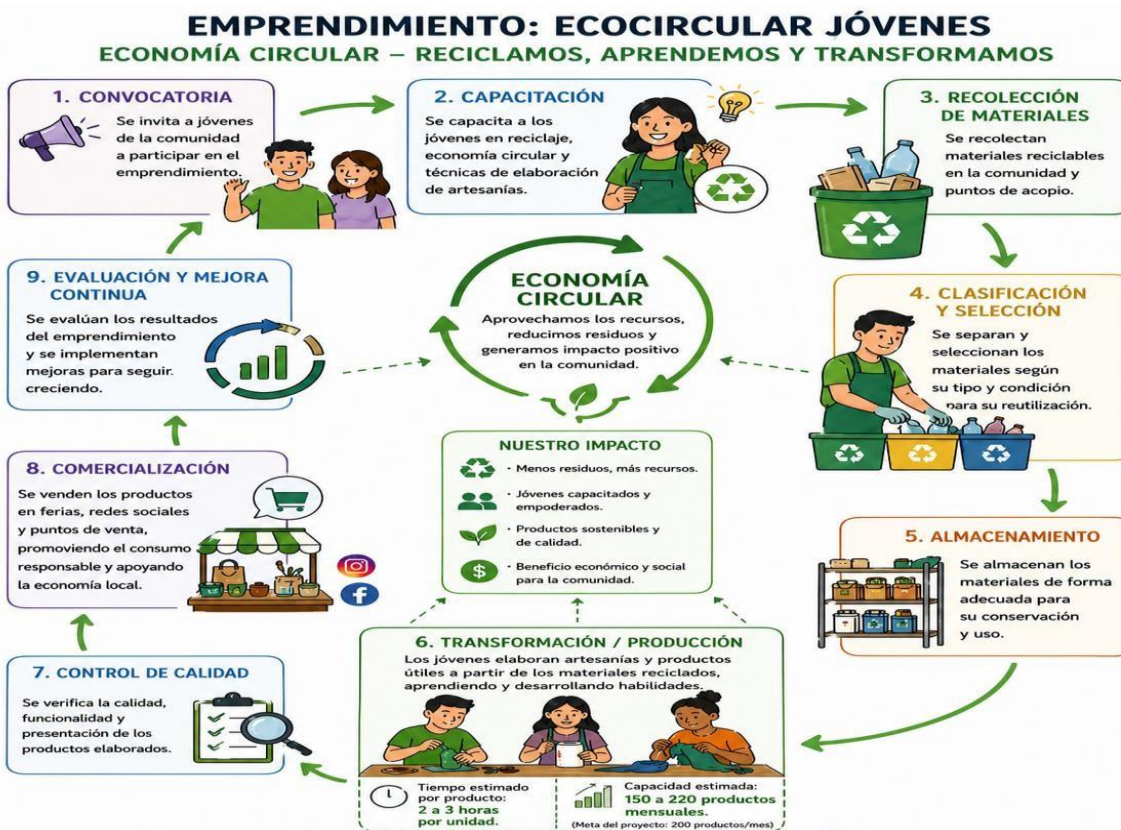 EMPRENDIMIENTO: ECOCIRCULAR JÓVENES
ECONOMÍA CIRCULAR – RECICLAMOS, APRENDEMOS Y TRANSFORMAMOS
1. CONVOCATORIA
Se invita a jóvenes
de la comunidad
a participar en el
emprendimiento.
2. CAPACITACIÓN
Se capacita a los
jóvenes en reciclaje,
economía circular y
técnicas de elaboración
de artesanías.
3. RECOLECCIÓN
DE MATERIALES
Se recolectan
materiales reciclables
en la comunidad y
puntos de acopio.
4. CLASIFICACIÓN
Y SELECCIÓN
Se separan y
seleccionan los
materiales según
su tipo y condición
para su reutilización.
5. ALMACENAMIENTO
Se almacenan los
materiales de forma
adecuada para
su conservación
y uso.
6. TRANSFORMACIÓN / PRODUCCIÓN
Los jóvenes elaboran artesanías y productos
útiles a partir de los materiales reciclados,
aprendiendo y desarrollando habilidades.
Tiempo estimado
por producto:
2 a 3 horas
por unidad.
Capacidad estimada:
150 a 220 productos
mensuales.
(Meta del proyecto: 200 productos/mes)
7. CONTROL DE CALIDAD
Se verifica la calidad,
funcionalidad y
presentación de los
productos elaborados.
8. COMERCIALIZACIÓN
Se venden los productos
en ferias, redes sociales
y puntos de venta,
promoviendo el consumo
responsable y apoyando
la economía local.
9. EVALUACIÓN Y MEJORA
CONTINUA
Se evalúan los resultados
del emprendimiento
y se implementan
mejoras para seguir.
creciendo.
ECONOMÍA
CIRCULAR
Aprovechamos los recursos,
reducimos residuos y
generamos impacto positivo
en la comunidad.
NUESTRO IMPACTO
· Menos residuos, más recursos.
· Jóvenes capacitados y
empoderados.
· Productos sostenibles y
de calidad.
$
· Beneficio económico y social
para la comunidad.